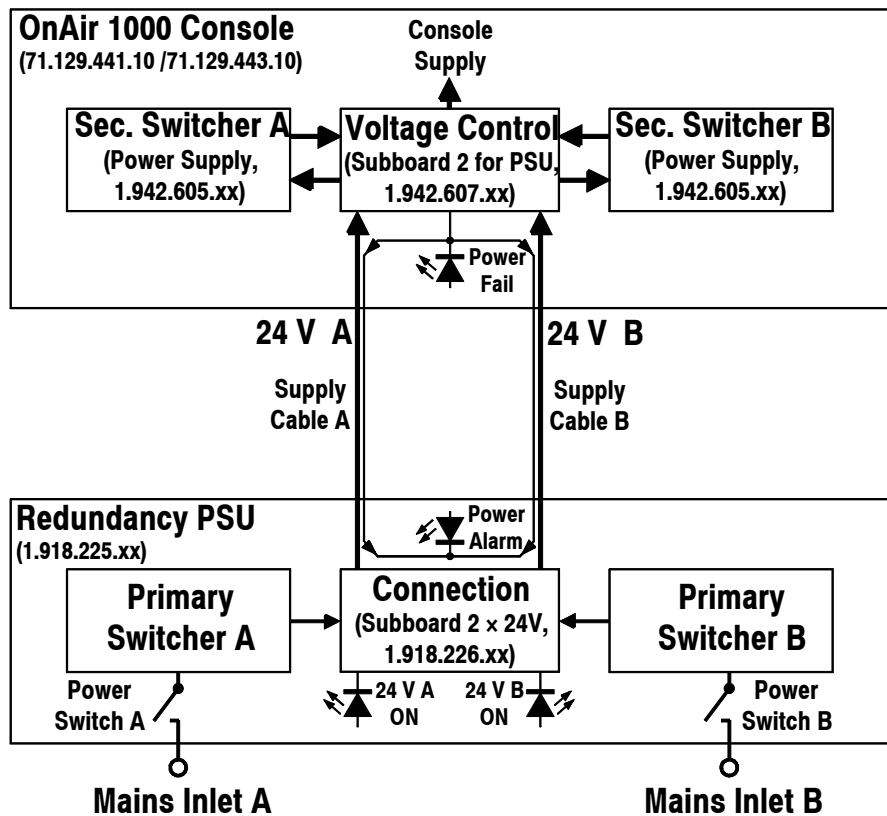 OnAir 1000 Console
(71.129.441.10 /71.129.443.10)
Console
Supply
Sec. Switcher A
(Power Supply,
1.942.605.xx)
Voltage Control
(Subboard 2 for PSU,
1.942.607.xx)
Sec. Switcher B
(Power Supply,
1.942.605.xx)
Power
Fail
24 V A
24 V B
Supply
Cable A
Supply
Cable B
Redundancy PSU
(1.918.225.xx)
Power
Alarm
Primary
Switcher A
Connection
(Subboard 2 × 24V,
1.918.226.xx)
Primary
Switcher B
Power
Switch A
24 V A
ON
24 V B
ON
Power
Switch B
Mains Inlet A
Mains Inlet B